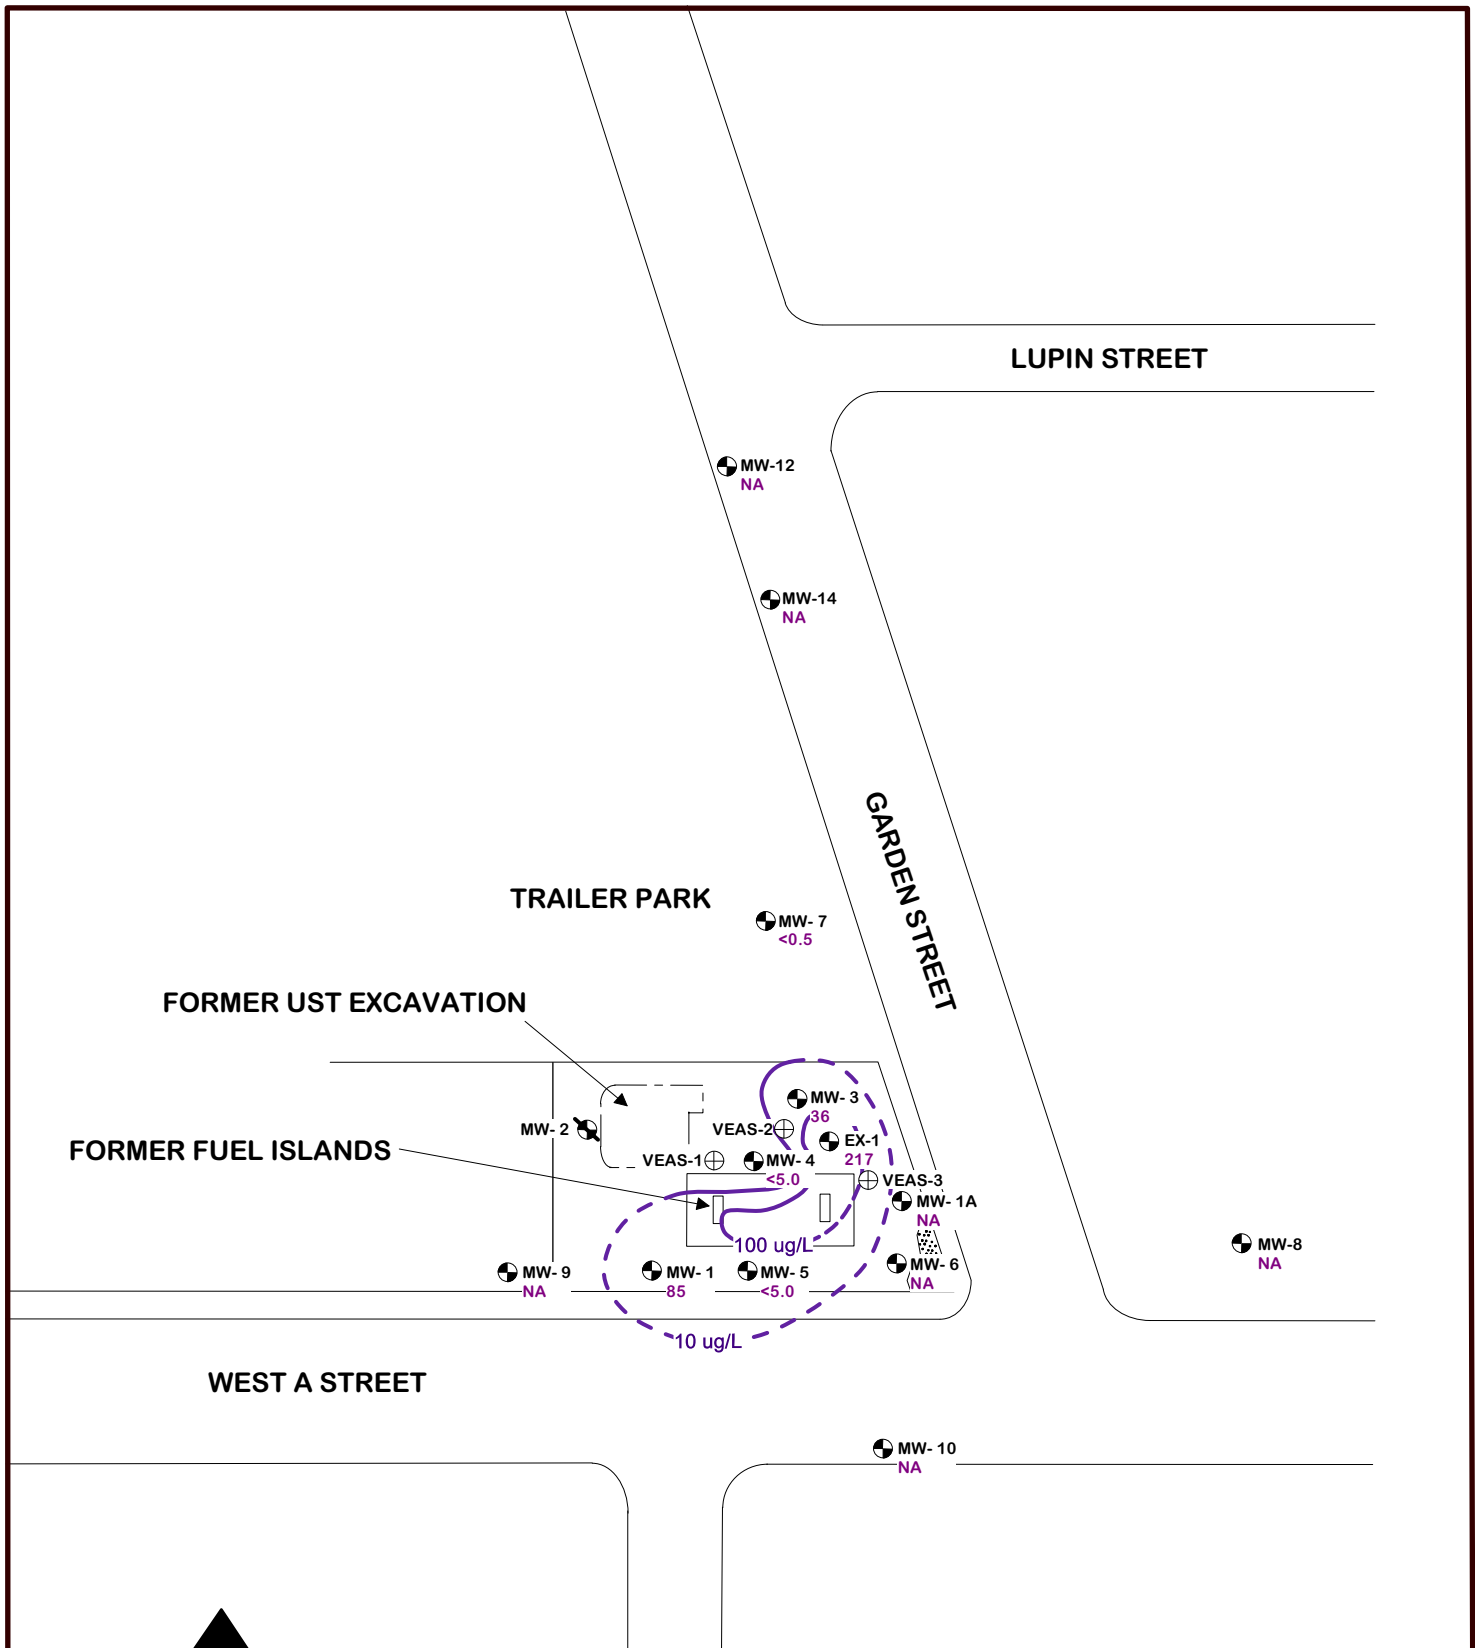 LUPIN STREET
MW-12
NA
MW-14
NA
GARDEN STREET
TRAILER PARK
MW- 7
<0.5
FORMER UST EXCAVATION
MW- 3
36
MW- 2
VEAS-2
EX-1
217
FORMER FUEL ISLANDS
VEAS-1
MW- 4
<5.0
VEAS-3
MW- 1A
NA
100 ug/L
MW-8
NA
MW- 9
NA
MW- 1
85
MW- 5
<5.0
MW- 6
NA
10 ug/L
WEST A STREET
MW- 10
NA